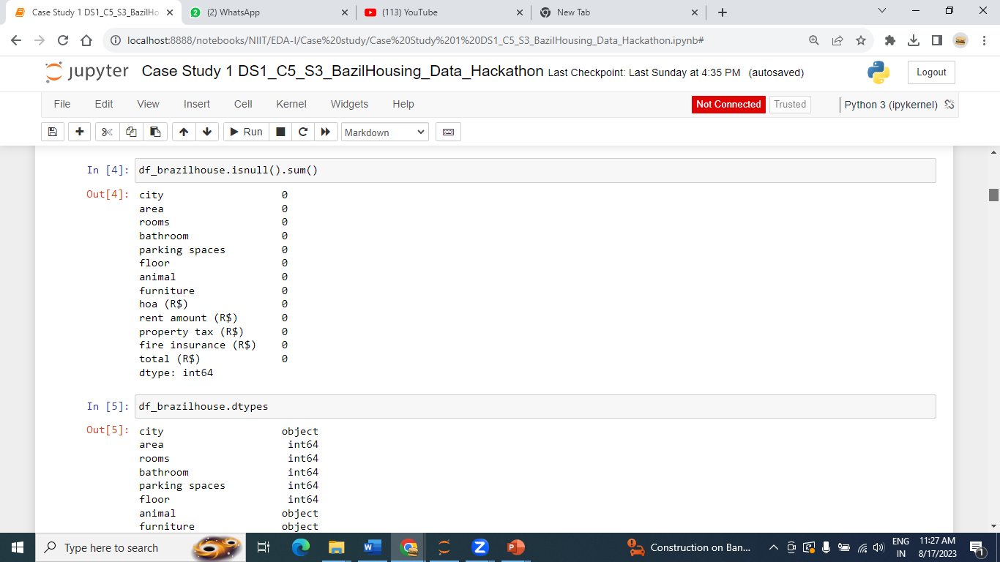 Case Study 1 DS1_C5_S3_BazilHo
(2) WhatsApp
(113) YouTube
New Tab
localhost:8888/notebooks/NIIT/EDA-I/Case%20study/Case%20Study%201%20DS1_C5_S3_BazilHousing_Data_Hackathon.ipynb#
jupyter Case Study 1 DS1_C5_S3_BazilHousing_Data_Hackathon Last Checkpoint: Last Sunday at 4:35 PM (autosaved)
Logout
File Edit View Insert Cell Kernel Widgets Help
Not Connected Trusted Python 3 (ipykernel)
Run Markdown
In [4]: df_brazilhouse.isnull().sum()
Out[4]: city 0
area 0
rooms 0
bathroom 0
parking spaces 0
floor 0
animal 0
furniture 0
hoa (R$) 0
rent amount (R$) 0
property tax (R$) 0
fire insurance (R$) 0
total (R$) 0
dtype: int64
In [5]: df_brazilhouse.dtypes
Out[5]: city object
area int64
rooms int64
bathroom int64
parking spaces int64
floor int64
animal object
furniture object
Type here to search
Construction on Ban...
ENG
IN
11:27 AM
8/17/2023
1